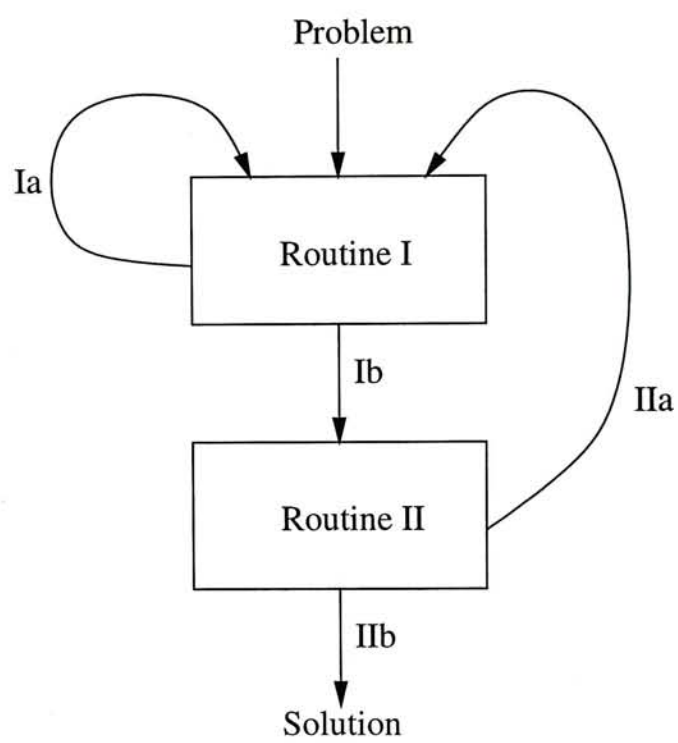 Problem
Ia
Routine I
Ib
IIa
Routine II
IIb
Solution